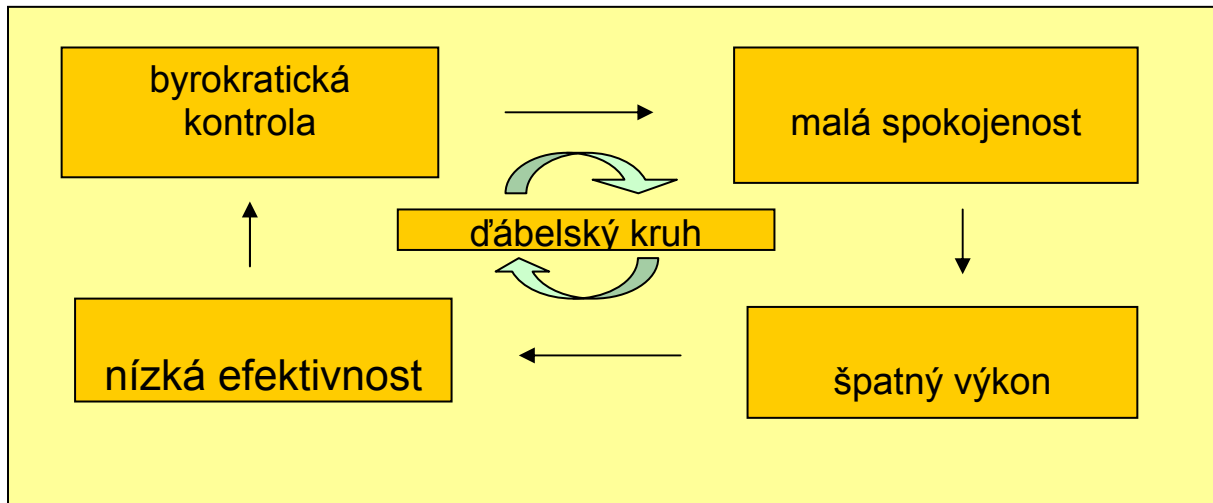 byrokratická
kontrola
malá spokojenost
ďábelský kruh
nízká efektivnost
špatný výkon